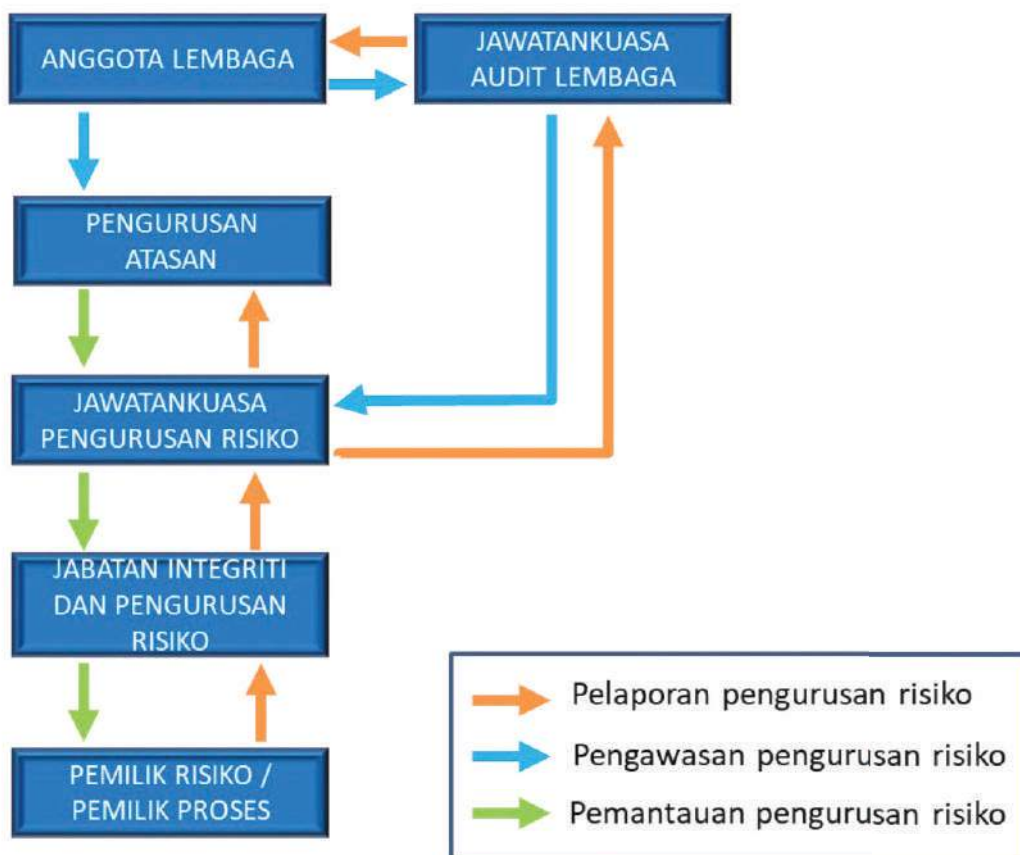 ANGGOTA LEMBAGA
JAWATANKUASA
AUDIT LEMBAGA
PENGURUSAN
ATASAN
JAWATANKUASA
PENGURUSAN RISIKO
JABATAN INTEGRITI
DAN PENGURUSAN
RISIKO
PEMILIK RISIKO /
PEMILIK PROSES
Pelaporan pengurusan risiko
Pengawasan pengurusan risiko
Pemantauan pengurusan risiko